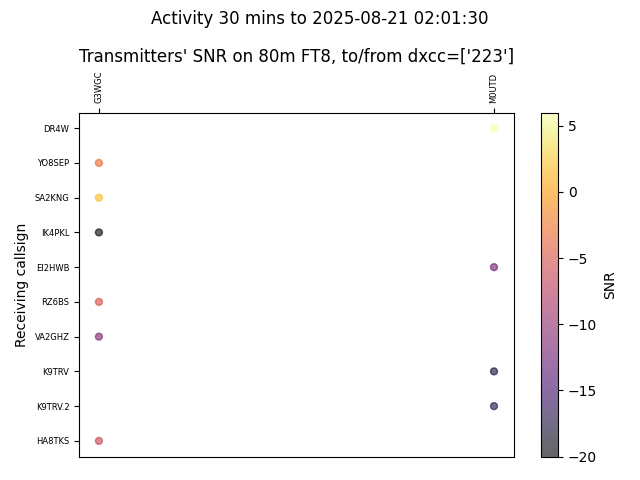 Activity 30 mins to 2025-08-21 02:01:30
Transmitters' SNR on 80m FT8, to/from dxcc=['223']
G3WGC
M0UTD
DR4W
YO8SEP
SA2KNG
IK4PKL
EI2HWB
RZ6BS
VA2GHZ
K9TRV
K9TRV.2
HA8TKS
Receiving callsign
5
0
−5
−10
−15
−20
SNR